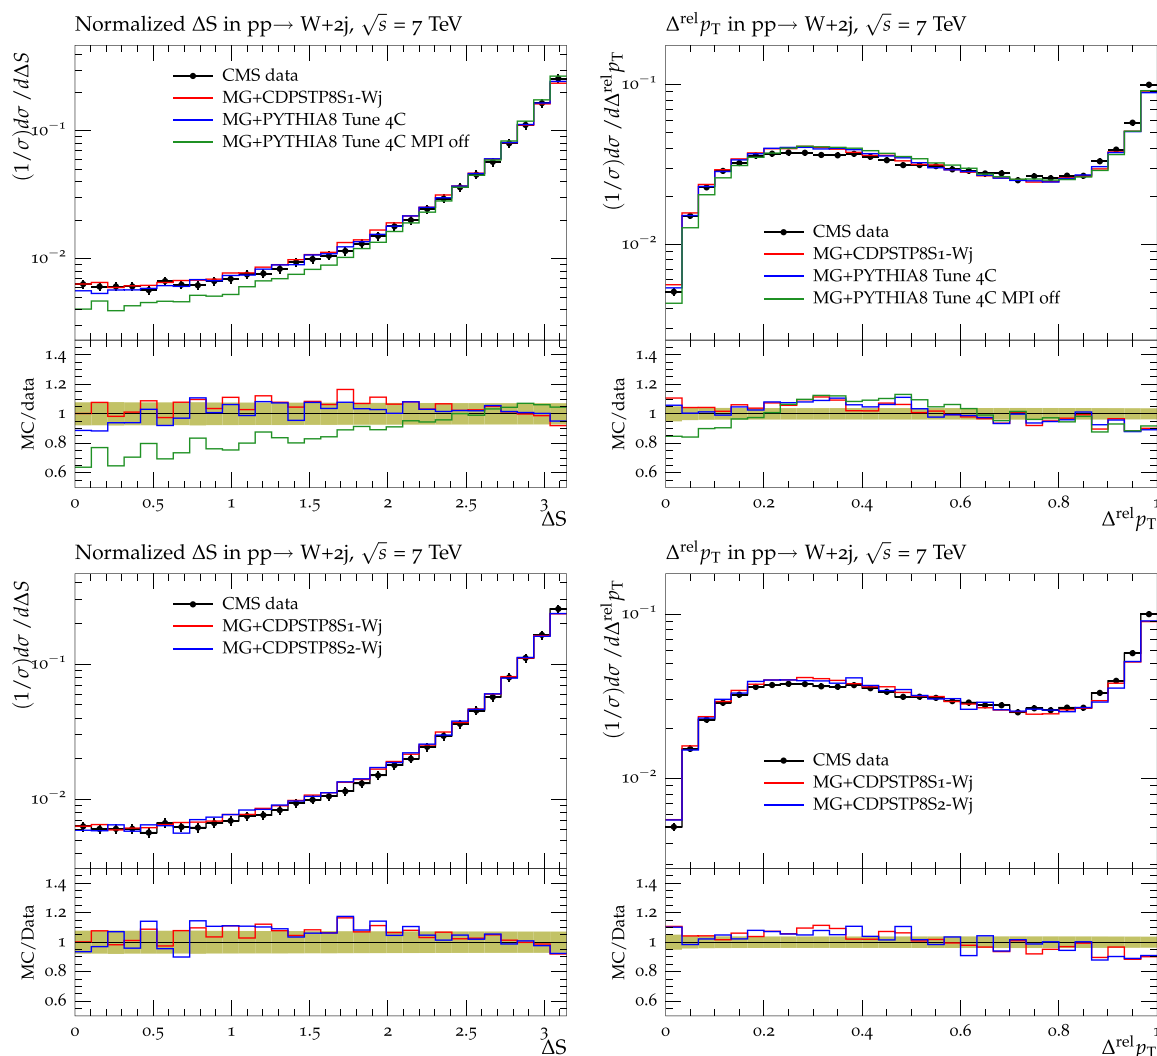 Normalized ΔS in pp→ W+2j, √s = 7 TeV
(1/σ)dσ/dΔS
CMS data
MG+CDPSTP8S1-Wj
MG+PYTHIA8 Tune 4C
MG+PYTHIA8 Tune 4C MPI off
10⁻¹
10⁻²
MC/data
1.4
1.2
1
0.8
0.6
0 0.5 1 1.5 2 2.5 3
ΔS
Δ^rel p_T in pp→ W+2j, √s = 7 TeV
(1/σ)dσ/dΔ^rel p_T
10⁻¹
10⁻²
CMS data
MG+CDPSTP8S1-Wj
MG+PYTHIA8 Tune 4C
MG+PYTHIA8 Tune 4C MPI off
MC/data
1.4
1.2
1
0.8
0.6
0 0.2 0.4 0.6 0.8 1
Δ^rel p_T
Normalized ΔS in pp→ W+2j, √s = 7 TeV
(1/σ)dσ/dΔS
CMS data
MG+CDPSTP8S1-Wj
MG+CDPSTP8S2-Wj
10⁻¹
10⁻²
MC/Data
1.4
1.2
1
0.8
0.6
0 0.5 1 1.5 2 2.5 3
ΔS
Δ^rel p_T in pp→ W+2j, √s = 7 TeV
(1/σ)dσ/dΔ^rel p_T
10⁻¹
10⁻²
CMS data
MG+CDPSTP8S1-Wj
MG+CDPSTP8S2-Wj
MC/Data
1.4
1.2
1
0.8
0.6
0 0.2 0.4 0.6 0.8 1
Δ^rel p_T